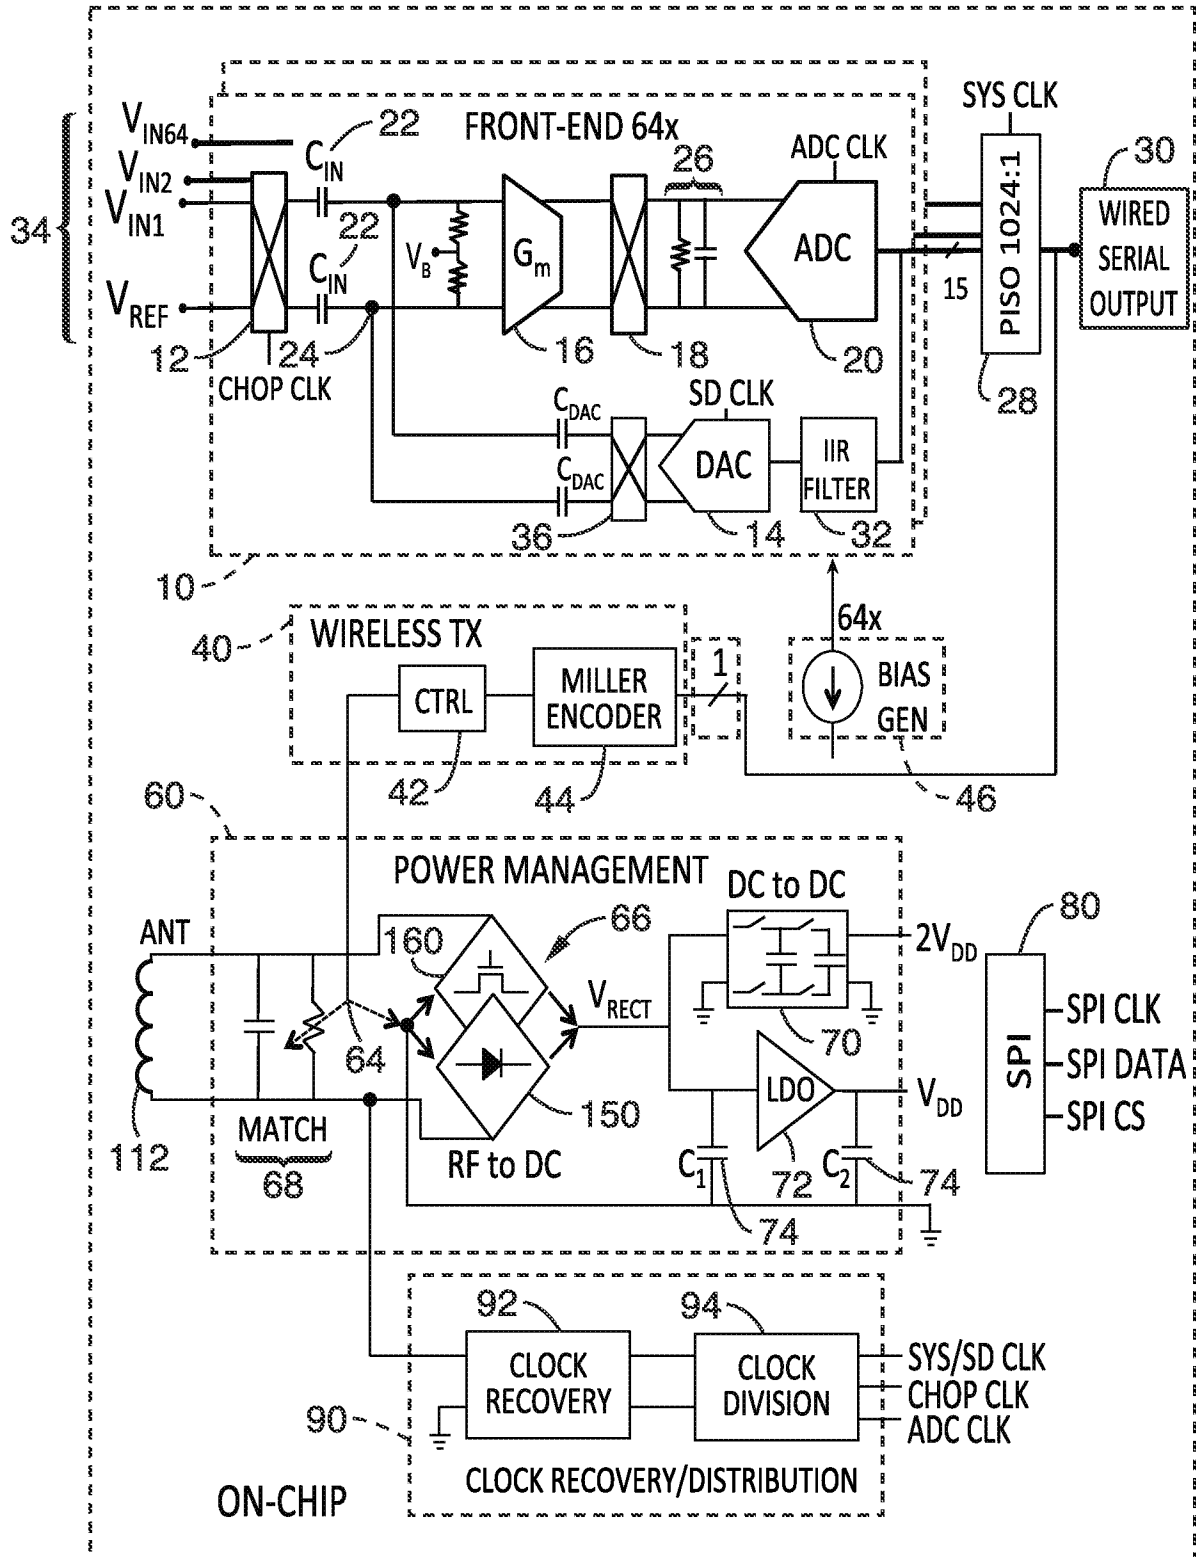 SYS CLK
V_IN64
22
FRONT-END 64x
C_IN
26
ADC CLK
30
V_IN2
V_IN1
34
22
C_IN
V_B
G_m
ADC
PISO 1024:1
WIRED
SERIAL
OUTPUT
15
V_REF
12
24
16
18
20
28
CHOP CLK
C_DAC
SD CLK
C_DAC
DAC
IIR
FILTER
36
14
32
10
64x
40
WIRELESS TX
1
CTRL
MILLER
ENCODER
BIAS
GEN
42
44
46
60
POWER MANAGEMENT
DC to DC
ANT
160
66
2V_DD
80
V_RECT
SPI
SPI CLK
64
70
SPI DATA
LDO
V_DD
150
SPI CS
112
MATCH
68
RF to DC
C_1
72
C_2
74
74
92
94
CLOCK
RECOVERY
CLOCK
DIVISION
SYS/SD CLK
CHOP CLK
ADC CLK
90
CLOCK RECOVERY/DISTRIBUTION
ON-CHIP